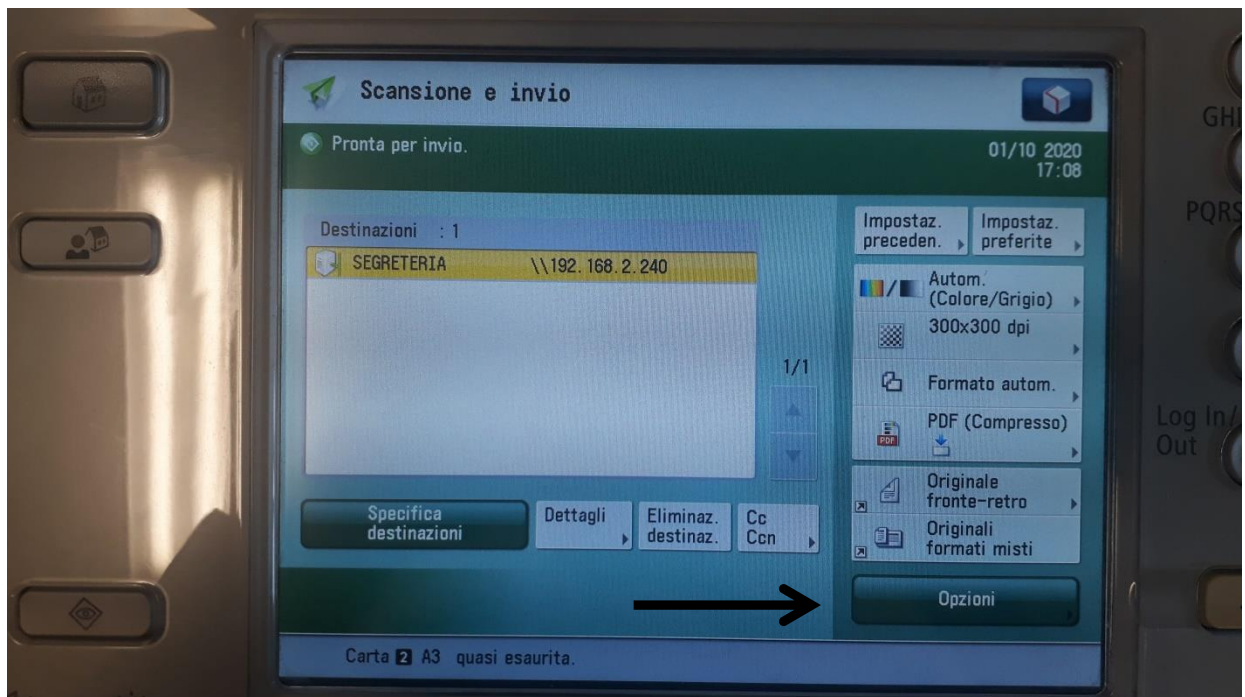 Scansione e invio
Pronta per invio.
01/10 2020
17:08
Destinazioni : 1
SEGRETERIA \\192.168.2.240
1/1
Specifica
destinazioni
Dettagli
Eliminaz.
destinaz.
Cc
Ccn
Impostaz.
preceden.
Impostaz.
preferite
Autom.
(Colore/Grigio)
300x300 dpi
Formato autom.
PDF
PDF (Compresso)
Originale
fronte-retro
Originali
formati misti
Opzioni
Carta 2 A3 quasi esaurita.
GHI
PQRS
Log In/
Out